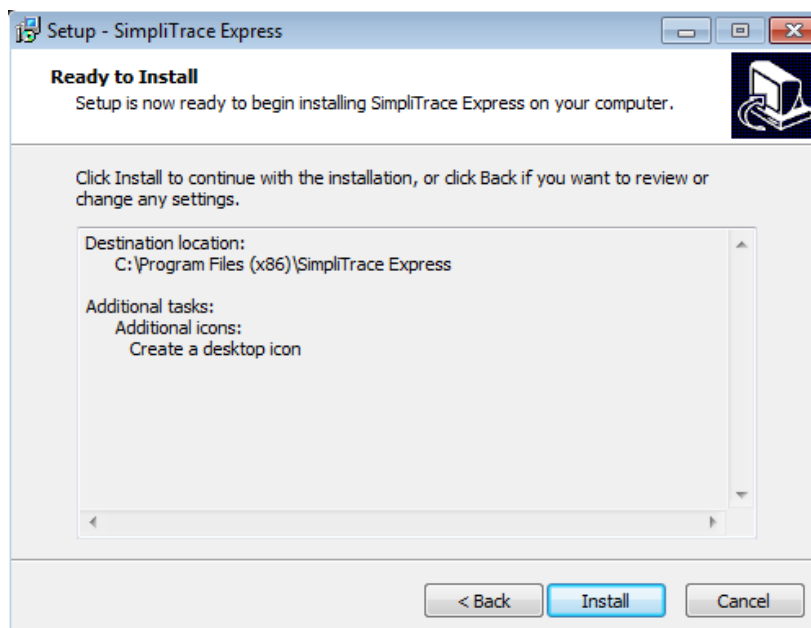 Setup - SimpliTrace Express
Ready to Install
Setup is now ready to begin installing SimpliTrace Express on your computer.
Click Install to continue with the installation, or click Back if you want to review or
change any settings.
Destination location:
C:\Program Files (x86)\SimpliTrace Express
Additional tasks:
Additional icons:
Create a desktop icon
< Back
Install
Cancel